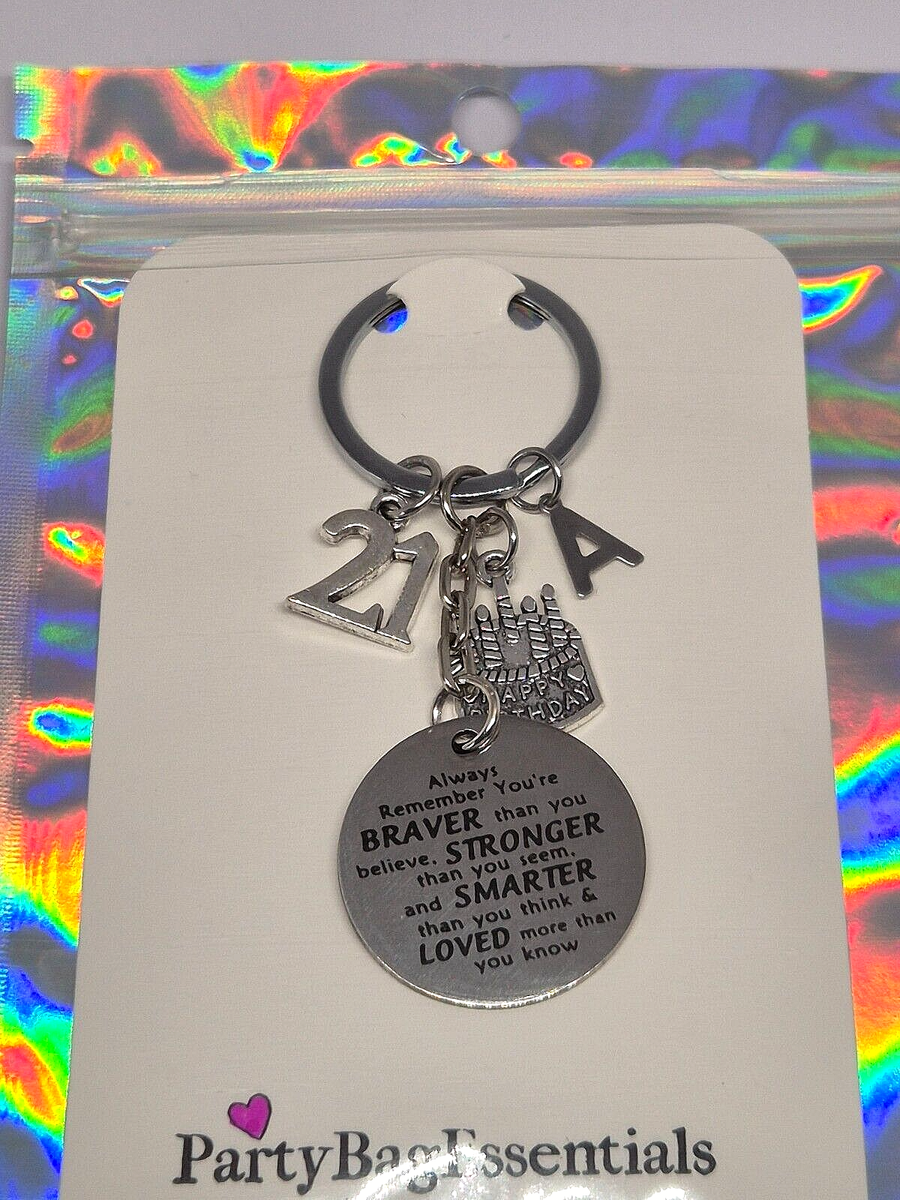 21
A
HAPPY
BIRTHDAY
Always
Remember You're
BRAVER than you
believe, STRONGER
than you seem,
and SMARTER
than you think &
LOVED more than
you know
PartyBagEssentials